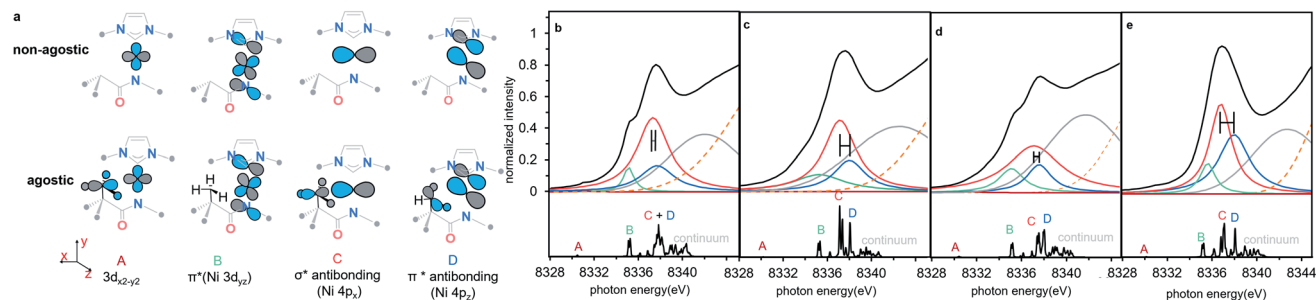 a
non-agostic
N
N
N
O
N
N
N
O
N
N
N
O
N
N
N
O
agostic
N
N
N
O
H
H
H
N
N
N
O
N
N
N
O
H
N
N
N
O
x
y
z
A
3dx2-y2
B
π*(Ni 3dyz)
C
σ* antibonding
(Ni 4px)
D
π* antibonding
(Ni 4pz)
normalized intensity
1
0.8
0.6
0.4
0.2
0
b
A
B
C + D
continuum
8328 8332 8336 8340
photon energy(eV)
c
A
B
C
D
continuum
8328 8332 8336 8340
photon energy(eV)
d
A
B
C
D
continuum
8328 8332 8336 8340
photon energy(eV)
e
A
B
C
D
continuum
8328 8332 8336 8340 8344
photon energy(eV)